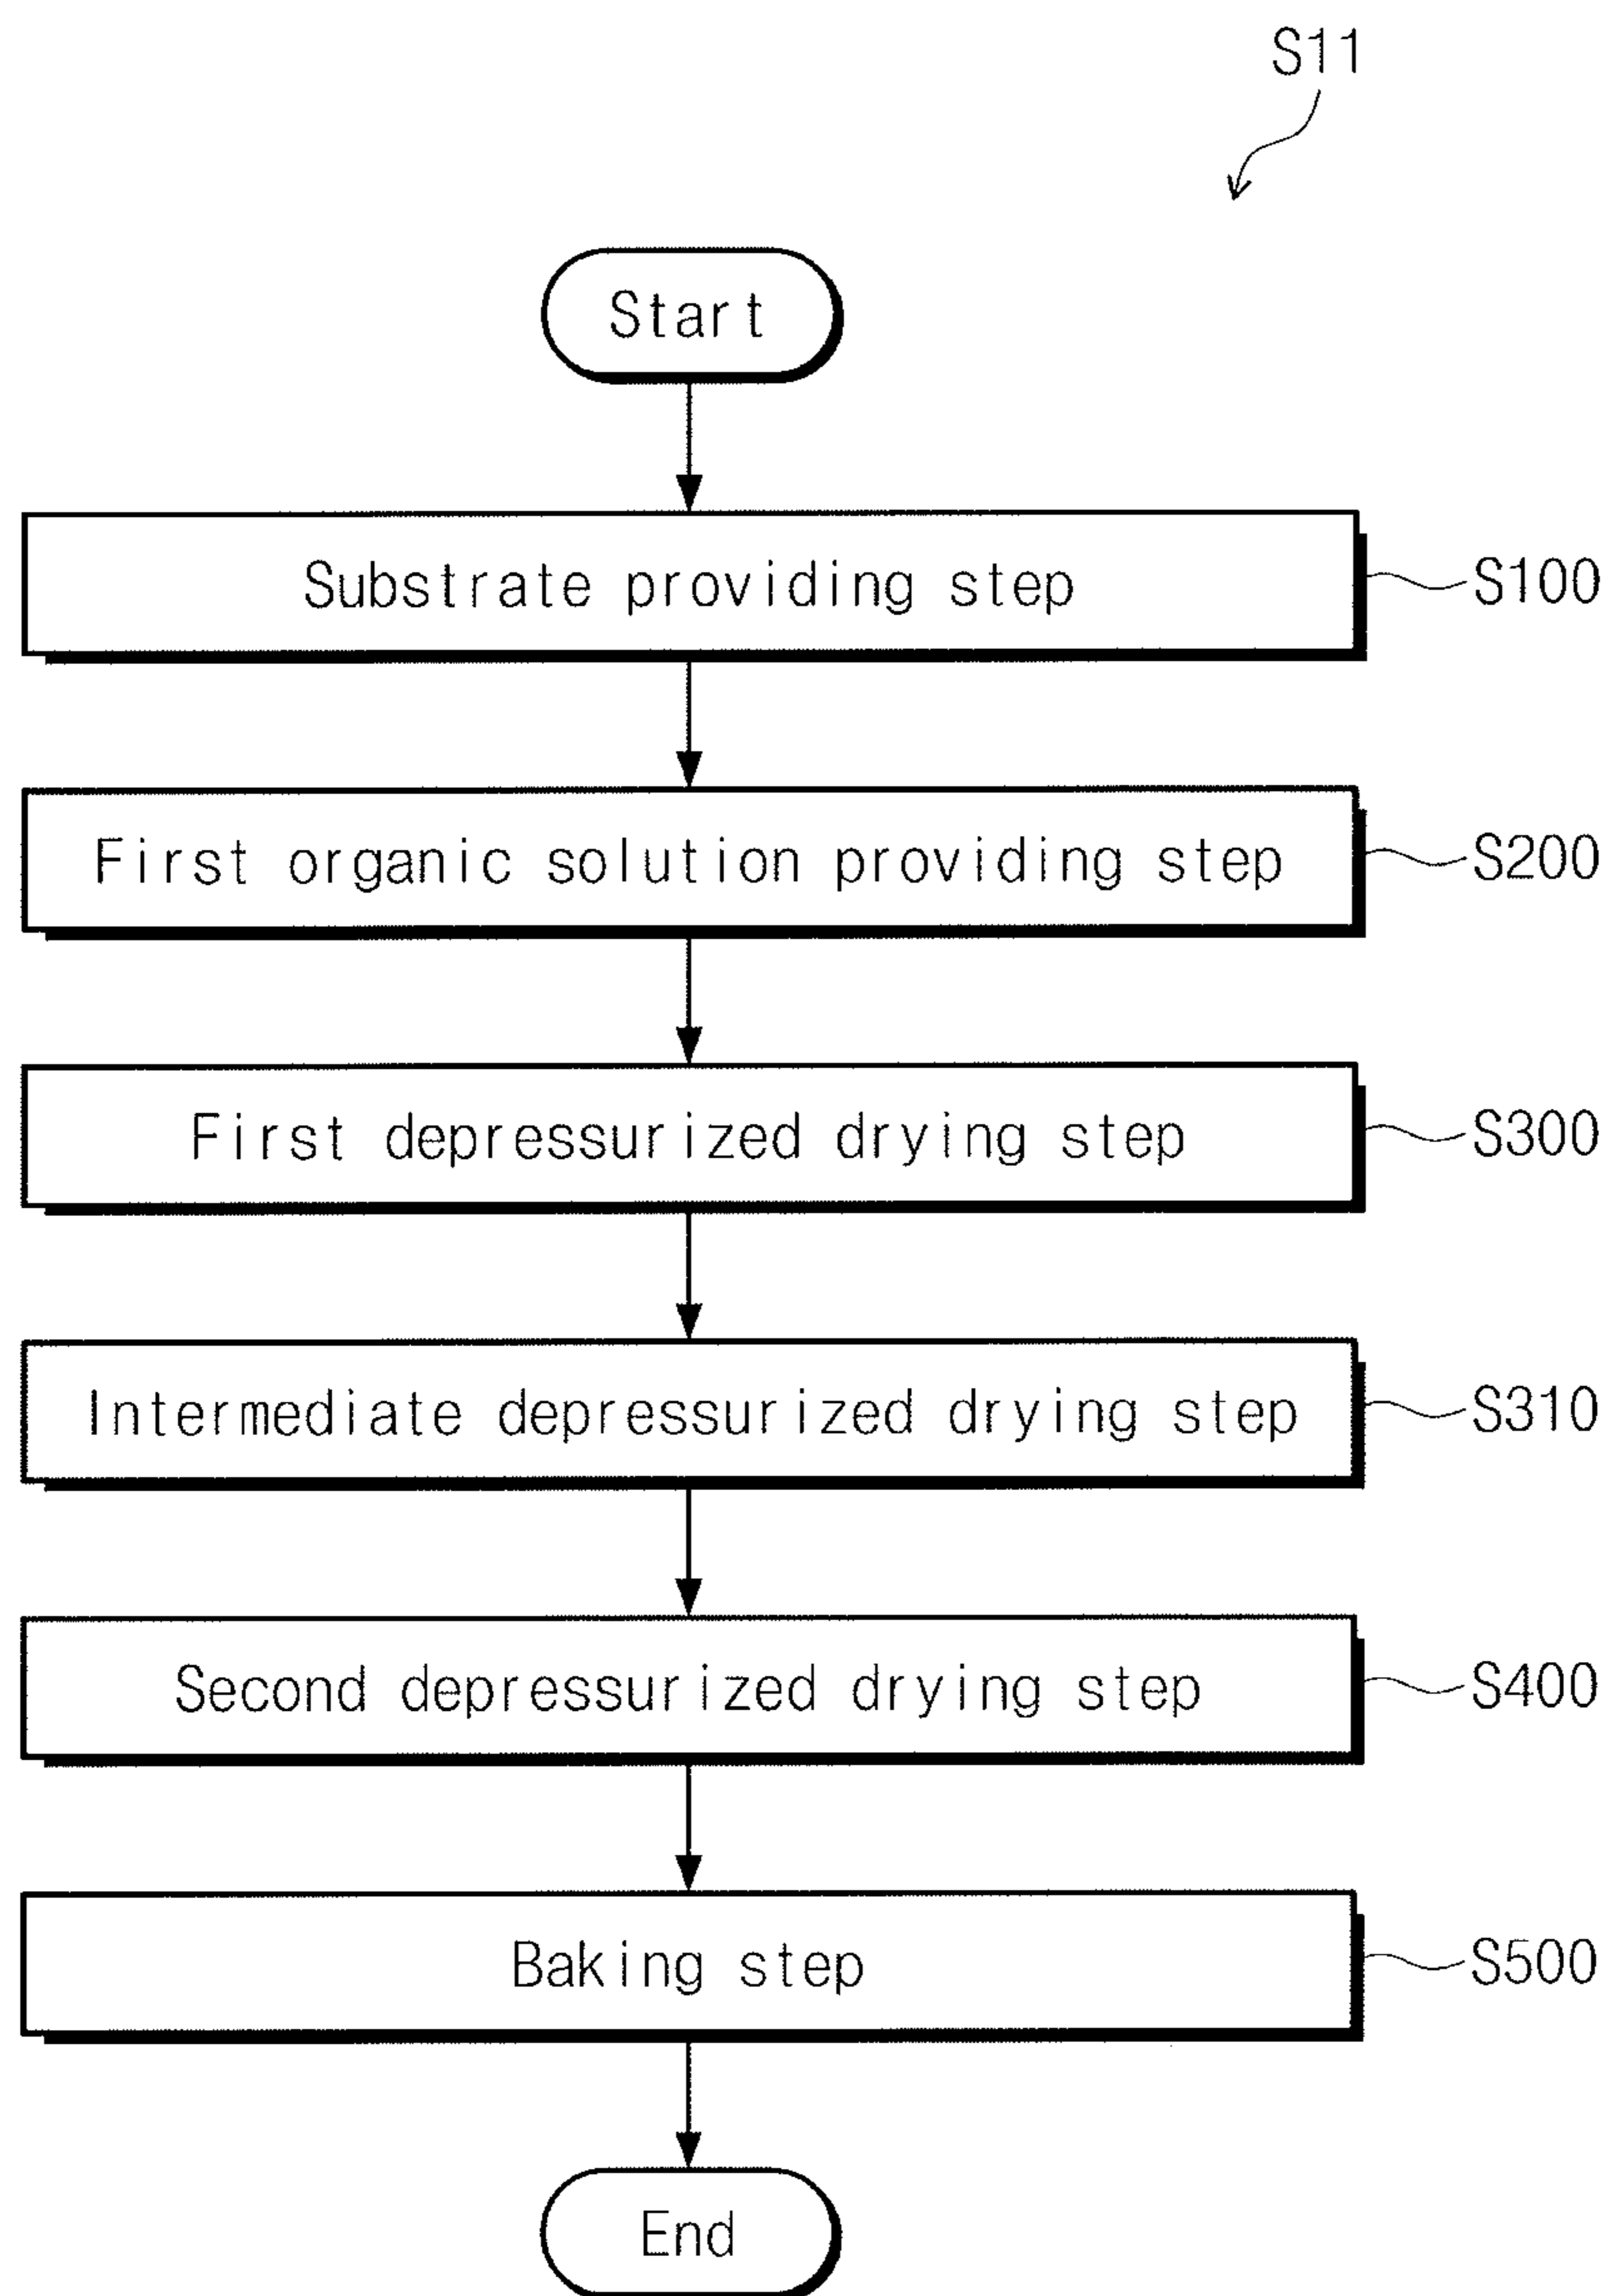 S11
Start
Substrate providing step
S100
First organic solution providing step
S200
First depressurized drying step
S300
Intermediate depressurized drying step
S310
Second depressurized drying step
S400
Baking step
S500
End